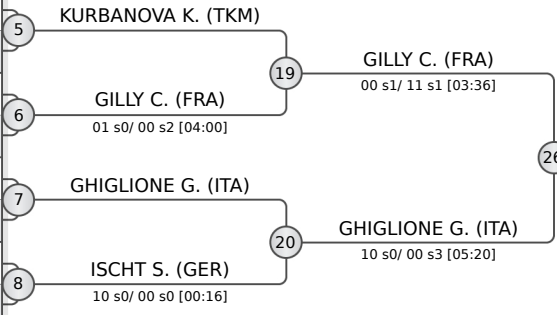 5
KURBANOVA K. (TKM)
19
GILLY C. (FRA)
00 s1/ 11 s1 [03:36]
6
GILLY C. (FRA)
01 s0/ 00 s2 [04:00]
26
7
GHIGLIONE G. (ITA)
20
GHIGLIONE G. (ITA)
10 s0/ 00 s3 [05:20]
8
ISCHT S. (GER)
10 s0/ 00 s0 [00:16]